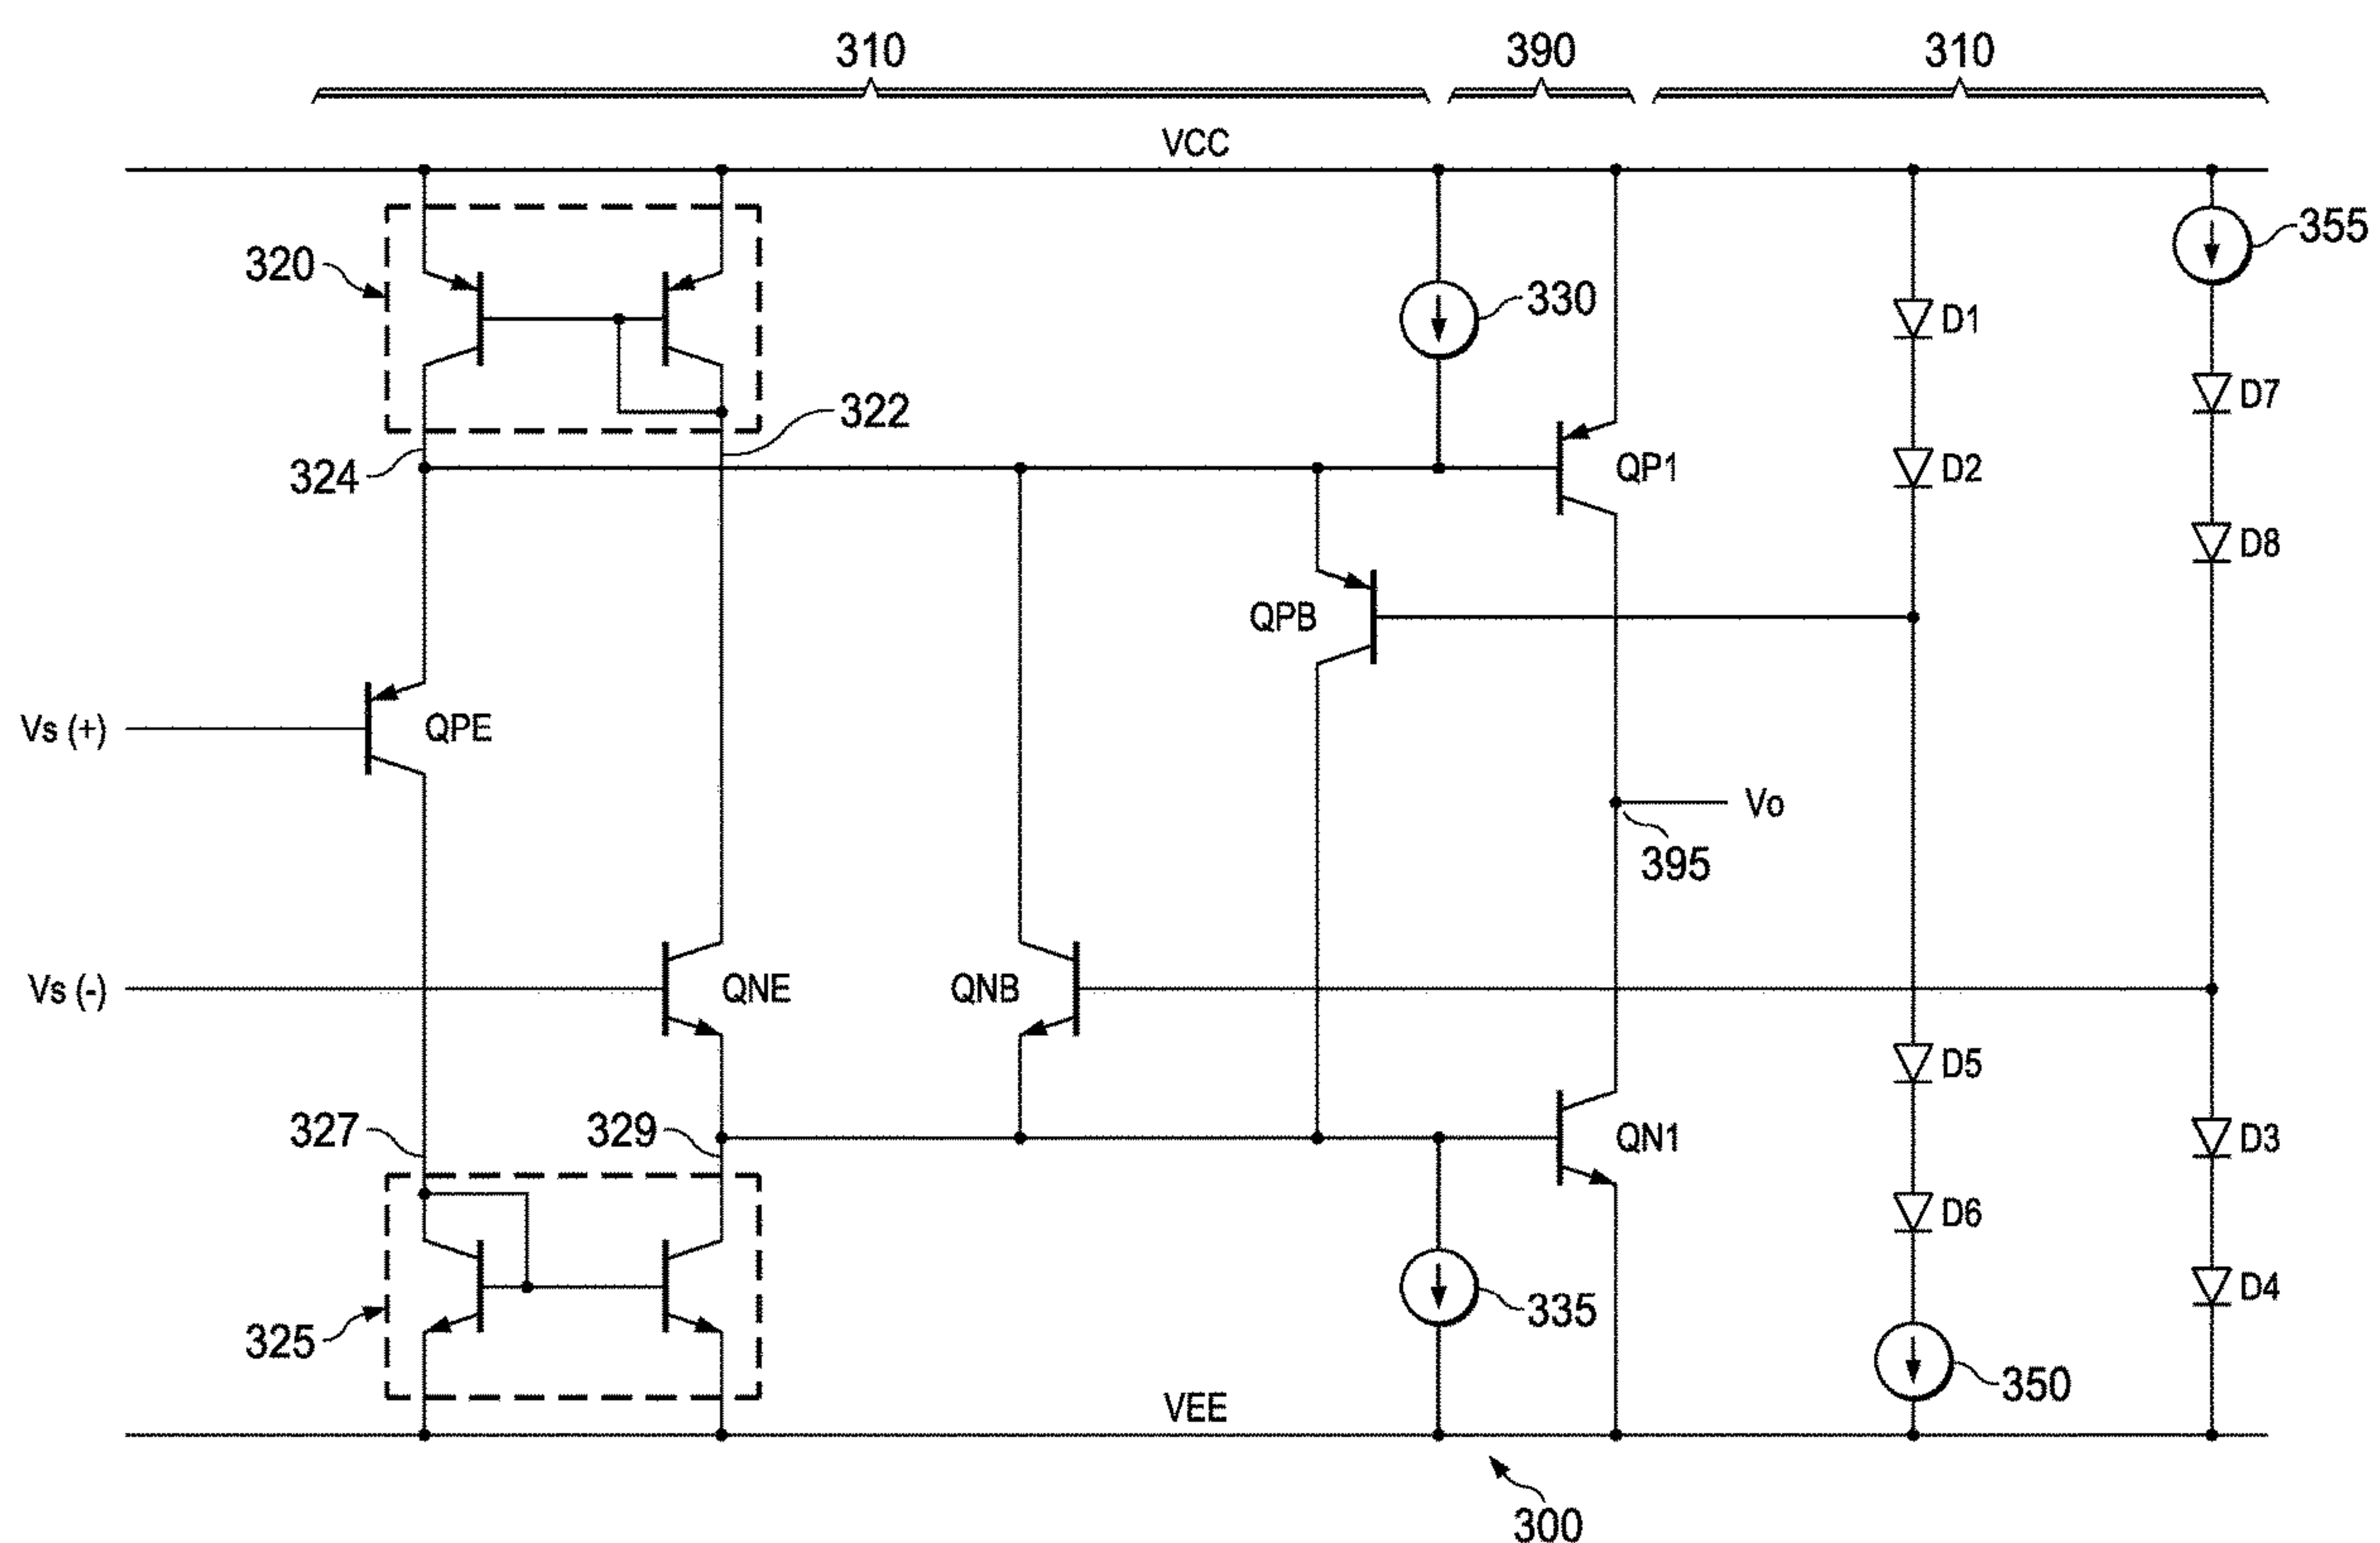 310
390
310
VCC
355
320
330
D1
D7
322
324
QP1
D2
D8
QPB
Vs (+)
QPE
Vo
395
Vs (-)
QNE
QNB
D5
327
329
QN1
D3
D6
D4
325
335
350
VEE
300